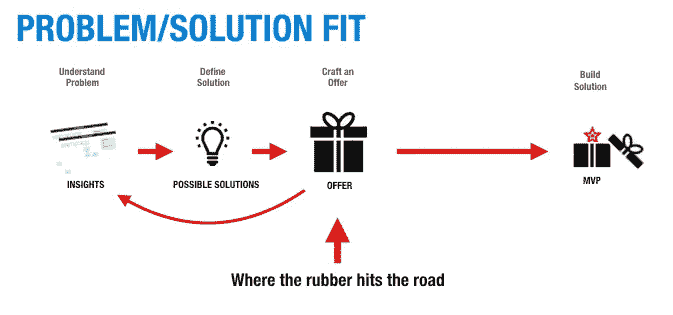 PROBLEM/SOLUTION FIT
Understand
Problem
Define
Solution
Craft an
Offer
Build
Solution
INSIGHTS
POSSIBLE SOLUTIONS
OFFER
MVP
Where the rubber hits the road